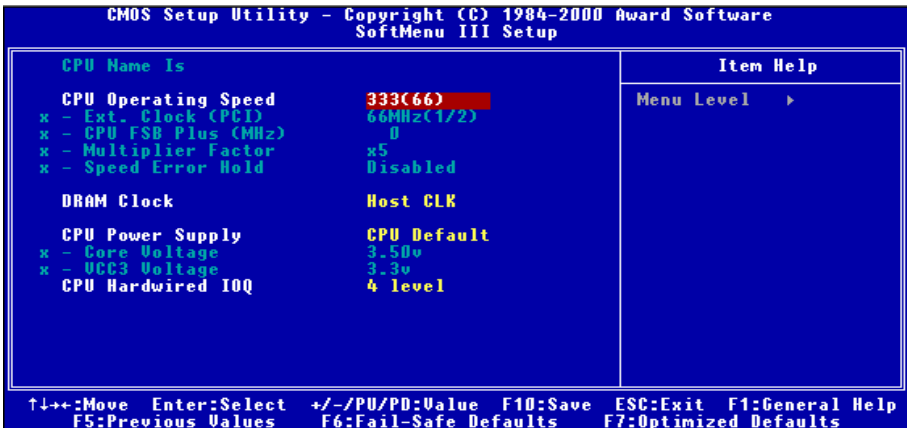 CMOS Setup Utility - Copyright (C) 1984-2000 Award Software
SoftMenu III Setup
CPU Name Is
Item Help
CPU Operating Speed 333(66)
Menu Level ▸
x - Ext. Clock (PCI) 66MHz(1/2)
x - CPU FSB Plus (MHz) 0
x - Multiplier Factor x5
x - Speed Error Hold Disabled
DRAM Clock Host CLK
CPU Power Supply CPU Default
x - Core Voltage 3.50v
x - VCC3 Voltage 3.3v
CPU Hardwired IOQ 4 level
↑↓→←:Move Enter:Select +/-/PU/PD:Value F10:Save ESC:Exit F1:General Help
F5:Previous Values F6:Fail-Safe Defaults F7:Optimized Defaults